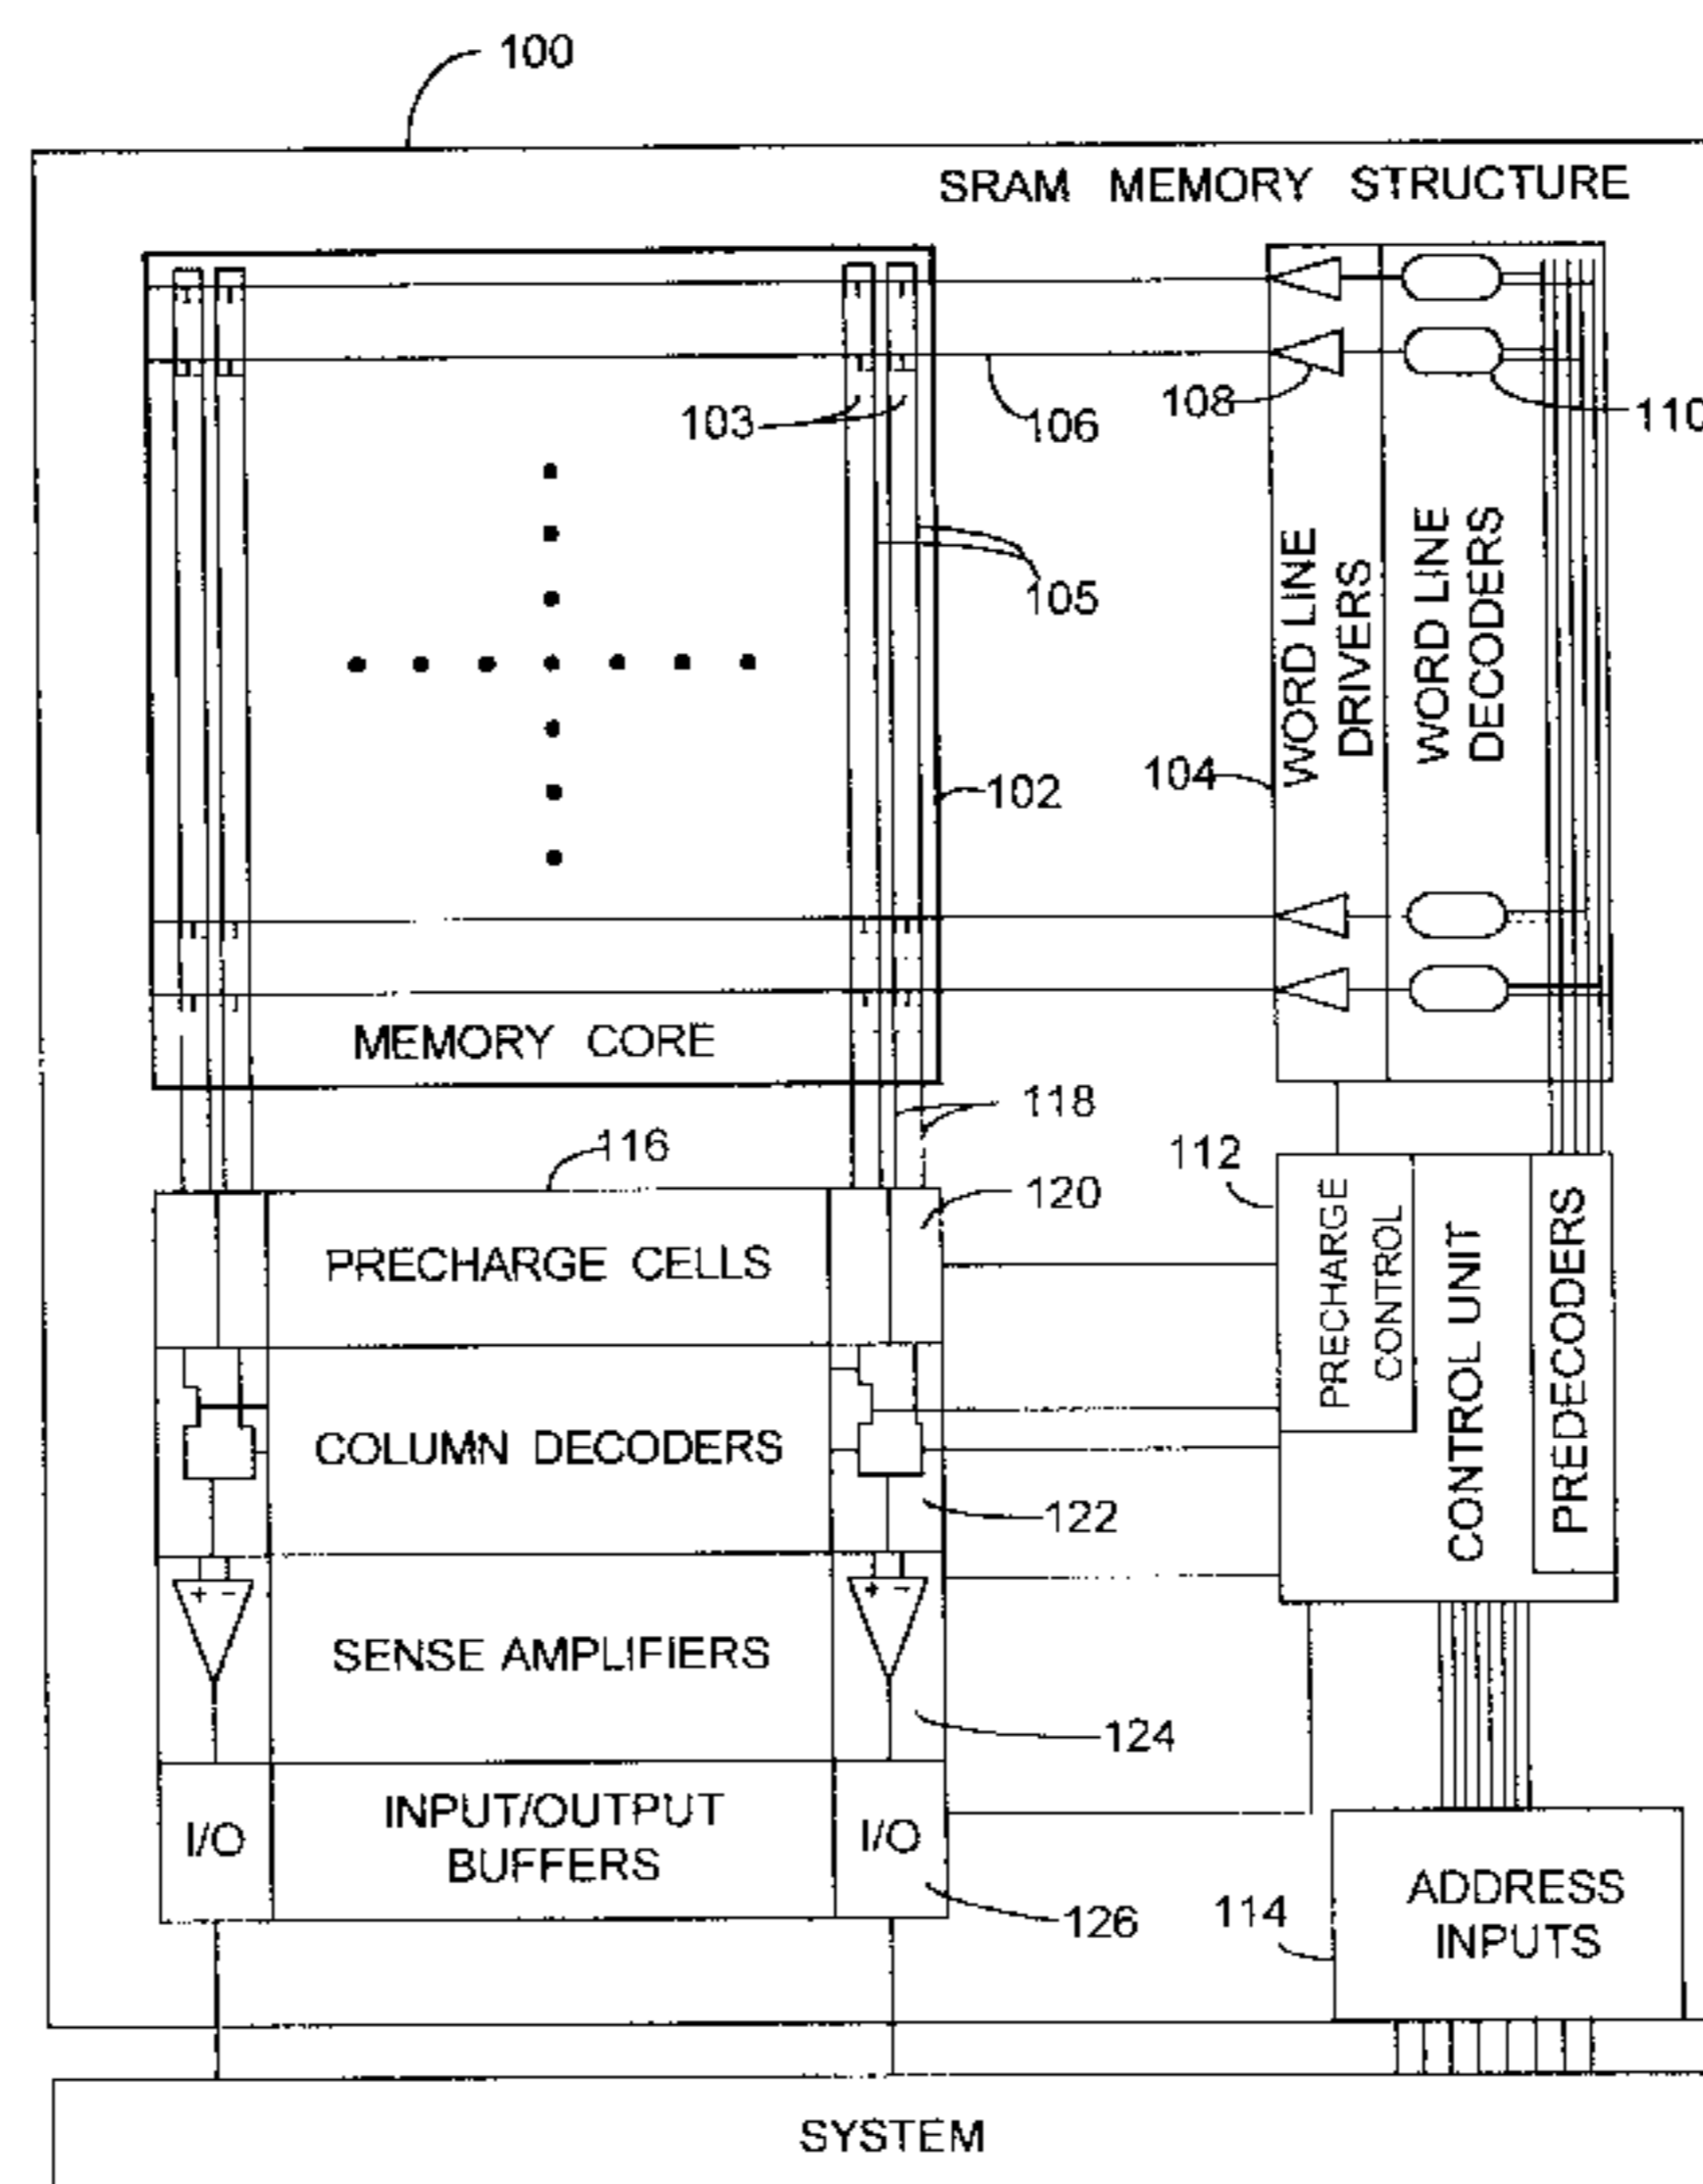 100
SRAM MEMORY STRUCTURE
103
106
108
110
105
WORD LINE
DRIVERS
WORD LINE
DECODERS
102
104
MEMORY CORE
118
116
112
120
PRECHARGE CELLS
PRECHARGE
CONTROL
CONTROL UNIT
PREDECODERS
COLUMN DECODERS
122
+ -
+ -
SENSE AMPLIFIERS
124
I/O
INPUT/OUTPUT
BUFFERS
I/O
126
114
ADDRESS
INPUTS
SYSTEM